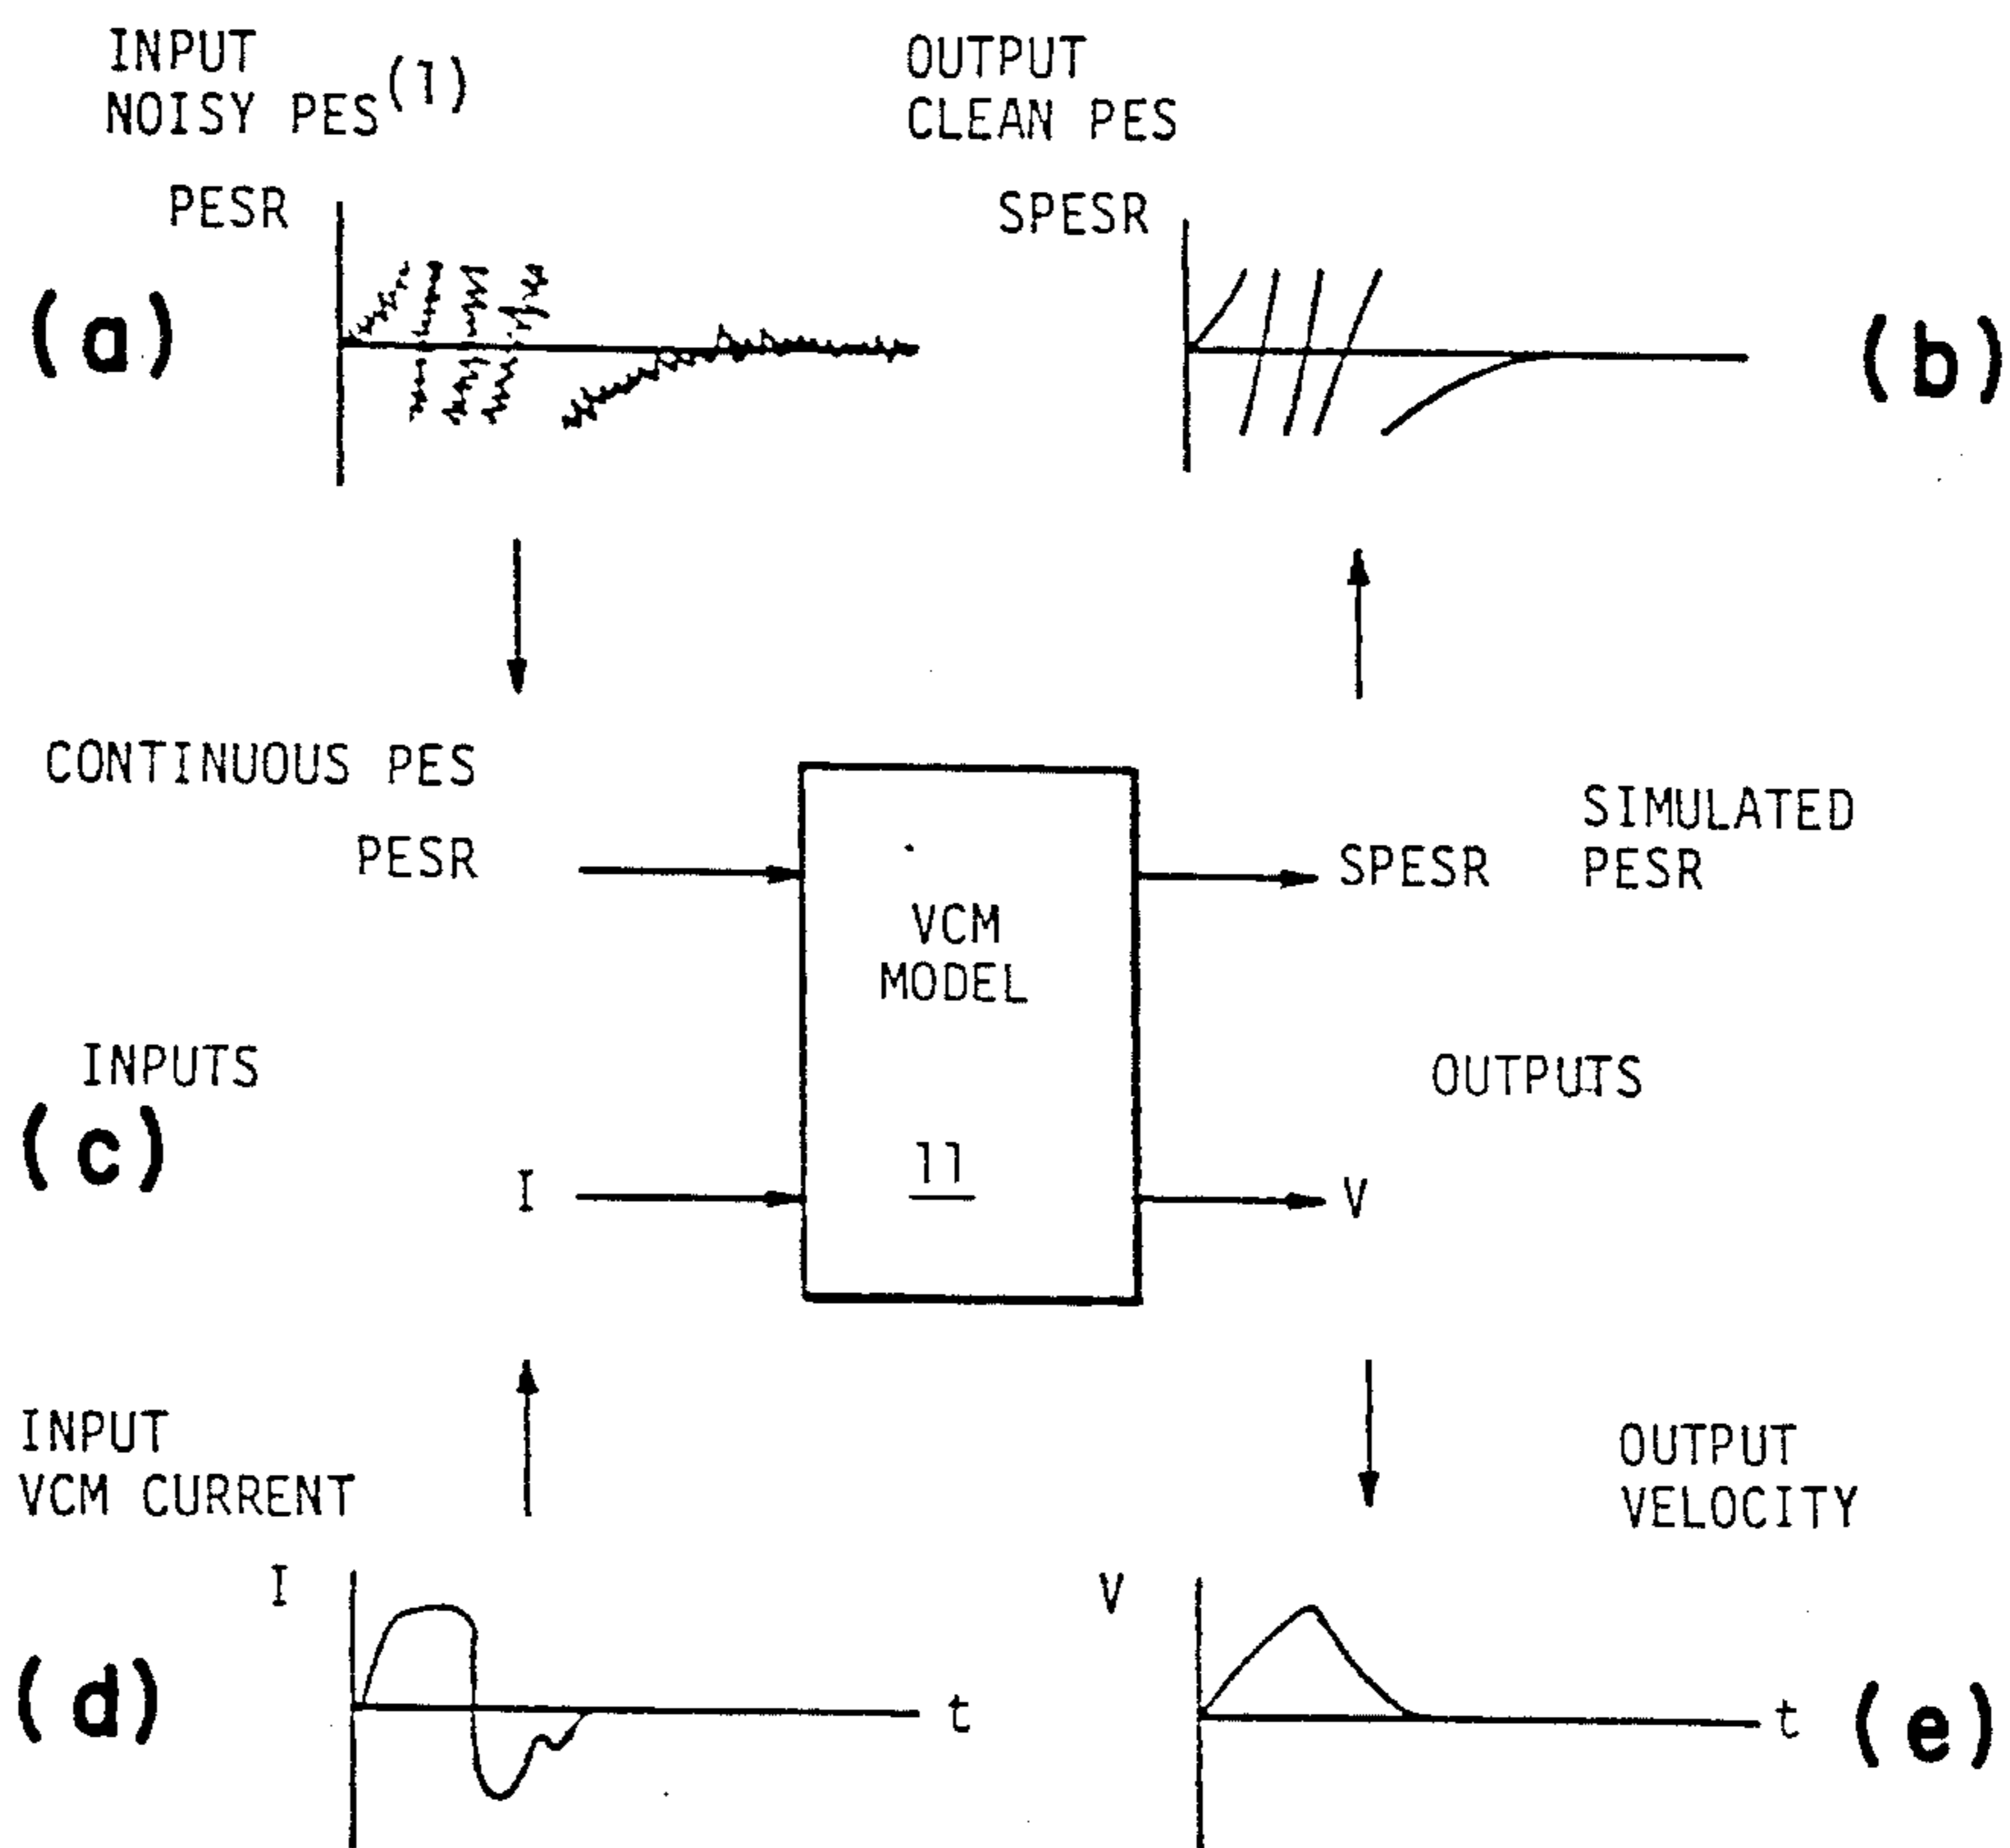 INPUT
NOISY PES(1)
PESR
(a)
OUTPUT
CLEAN PES
SPESR
(b)
CONTINUOUS PES
PESR
VCM
MODEL
11
SPESR
SIMULATED
PESR
INPUTS
(c)
I
OUTPUTS
V
INPUT
VCM CURRENT
I
t
(d)
OUTPUT
VELOCITY
V
t
(e)